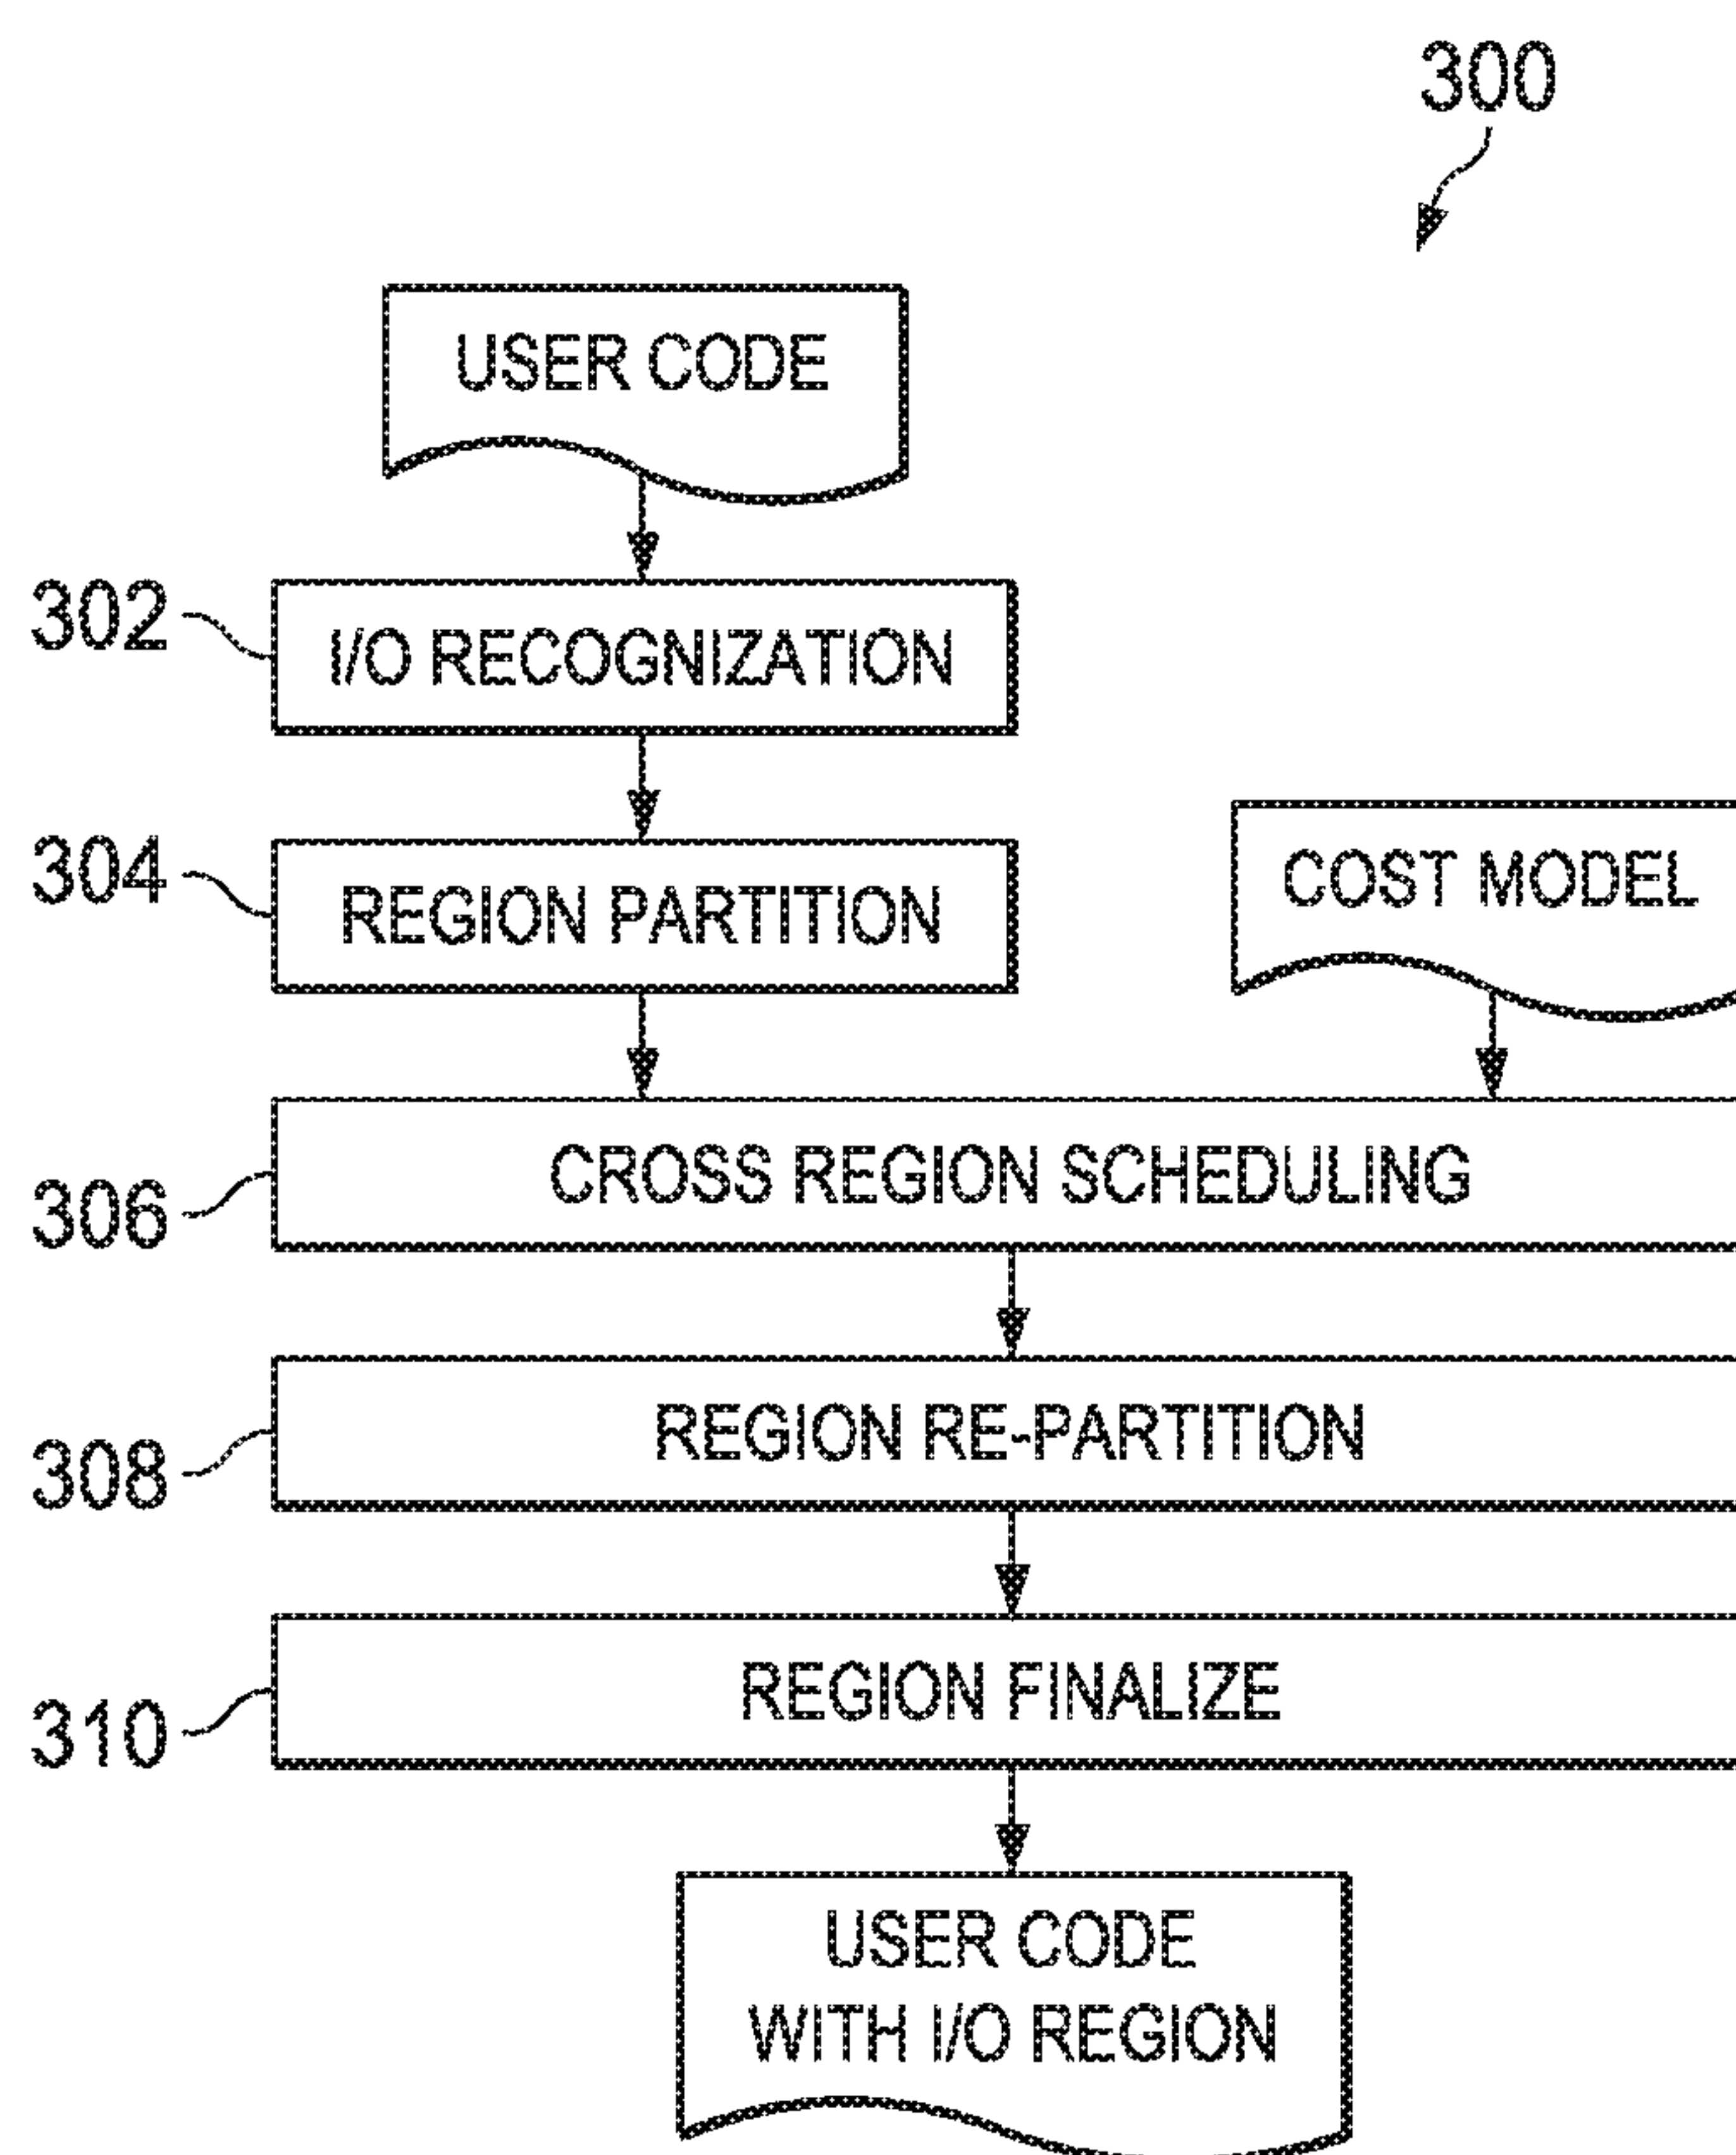 300
USER CODE
302
I/O RECOGNIZATION
304
REGION PARTITION
COST MODEL
306
CROSS REGION SCHEDULING
308
REGION RE-PARTITION
310
REGION FINALIZE
USER CODE
WITH I/O REGION